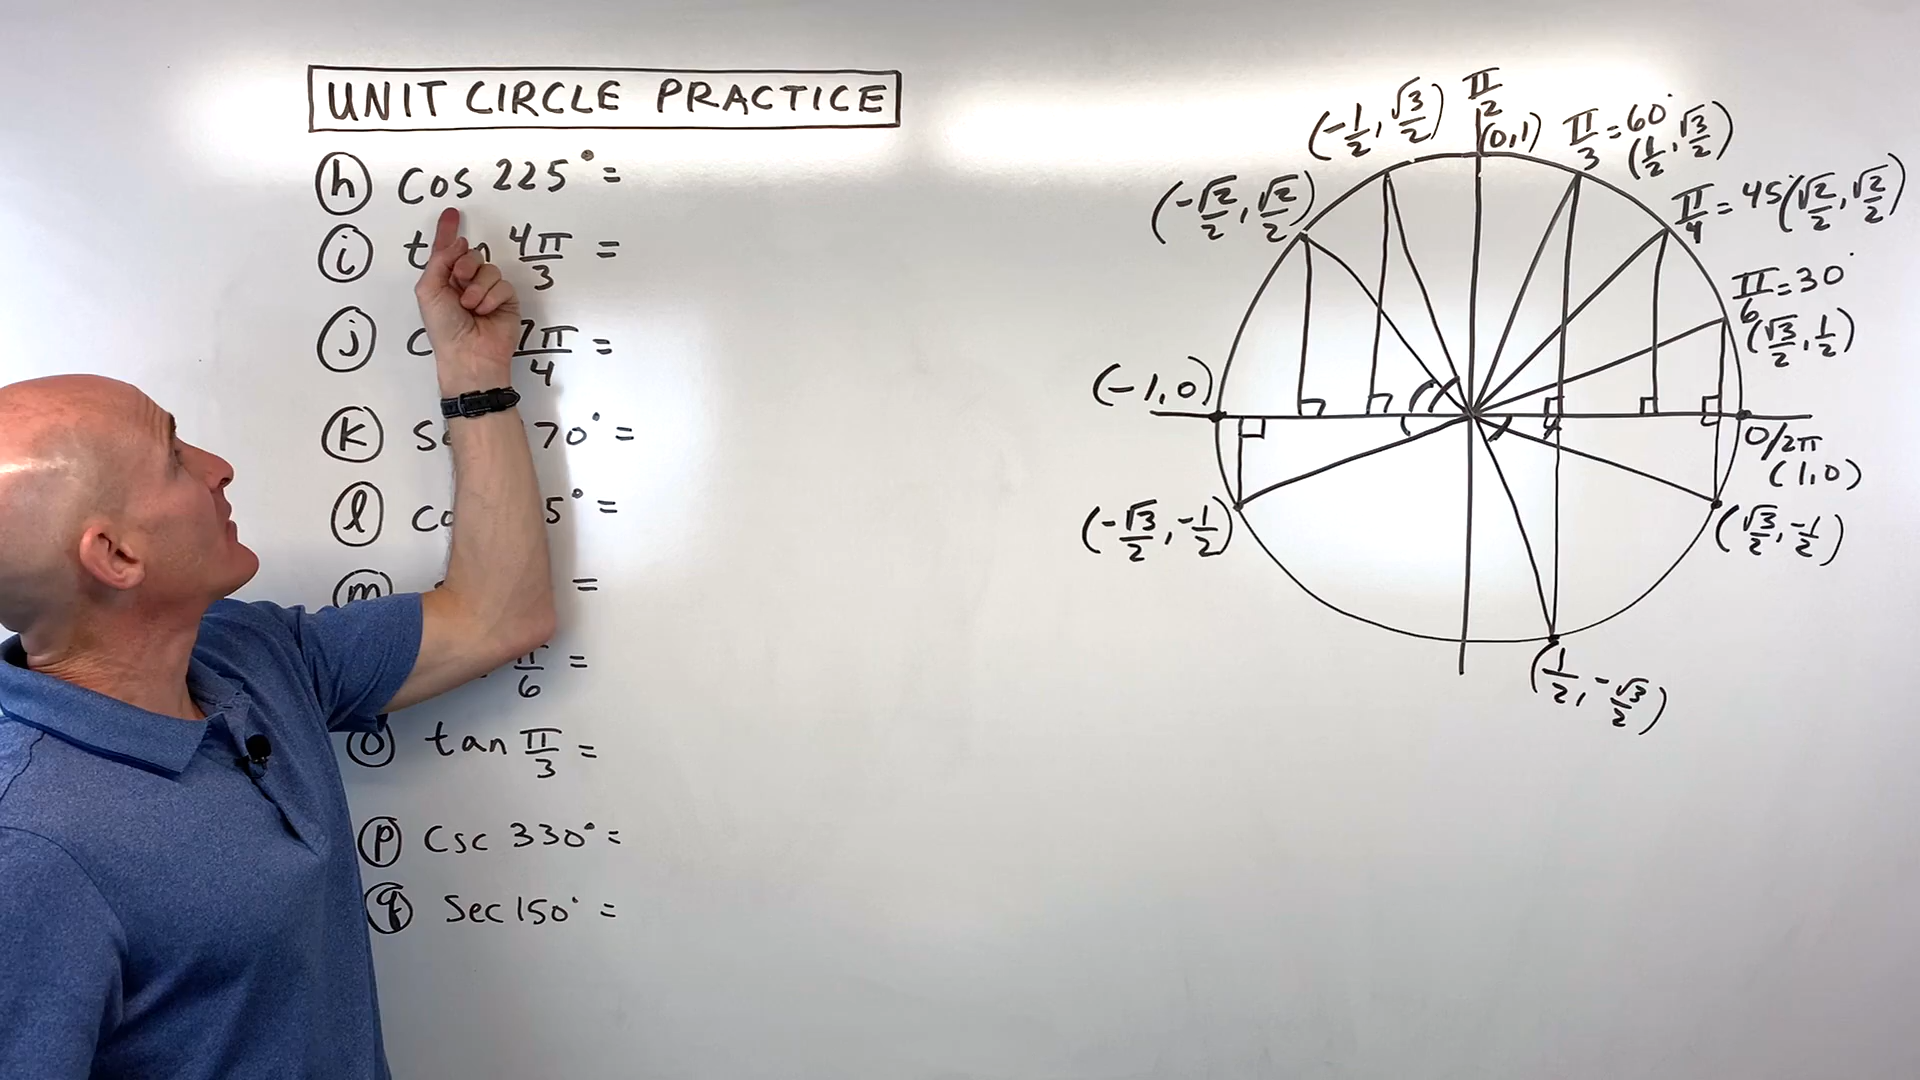 UNIT CIRCLE PRACTICE
(h) cos 225° =
(i) tan 4π/3 =
(j) 7π/4 =
(k) 70° =
(l) 5° =
(m) =
π/6 =
(o) tan π/3 =
(p) Csc 330° =
(q) Sec 150° =
(-1/2, √3/2)
π/2
(0,1)
π/3 = 60°
(1/2, √3/2)
(-√2/2, √2/2)
π/4 = 45° (√2/2, √2/2)
π/6 = 30°
(√3/2, 1/2)
(-1,0)
0/2π
(1,0)
(-√3/2, -1/2)
(√3/2, -1/2)
(1/2, -√3/2)